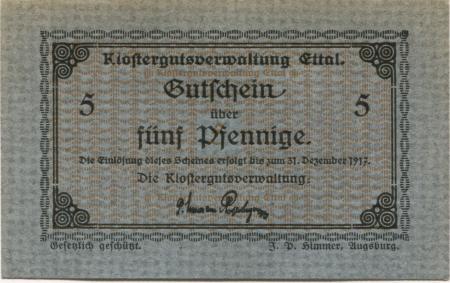 Klostergutsverwaltung Ettal.
Gutschein
über
5 5
fünf Pfennige.
Die Einlösung dieses Scheines erfolgt bis zum 31. Dezember 1917.
Die Klostergutsverwaltung:
Gesetzlich geschützt. J. P. Himmer, Augsburg.